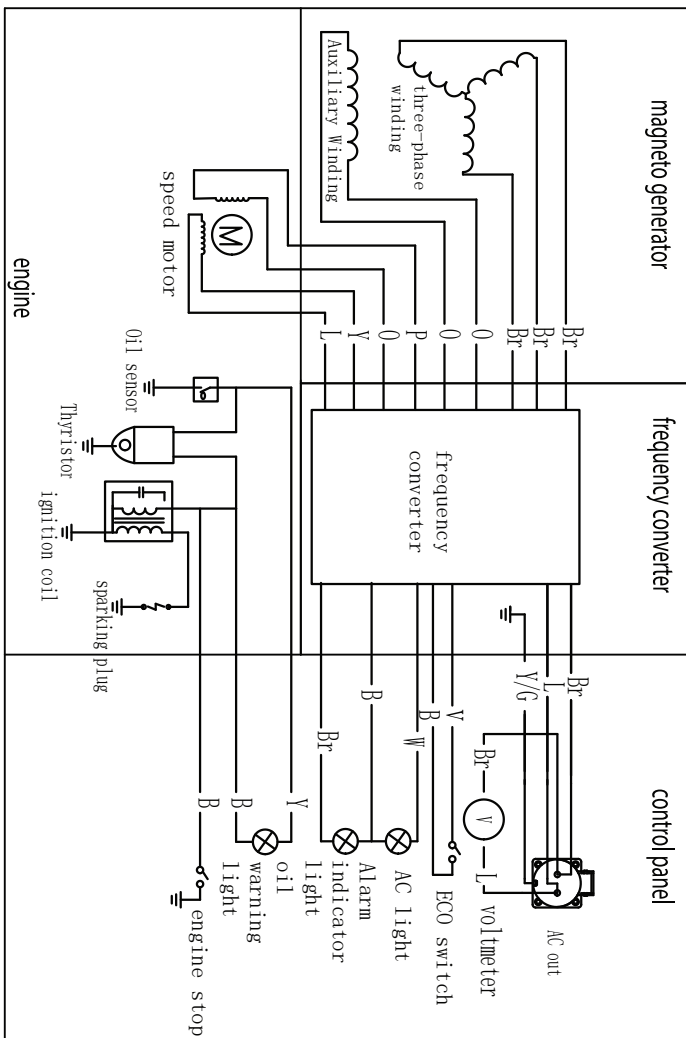 magneto generator
frequency converter
control panel
Br
Br
Br
O
O
P
O
Y
L
three-phase
winding
Auxiliary Winding
M
speed motor
engine
frequency
converter
Br
L
Y/G
AC out
Br
V
L
voltmeter
V
B
ECO switch
W
AC light
B
Alarm
indicator
light
Br
Y
oil
warning
light
B
B
engine stop
Oil sensor
Thyristor
ignition coil
sparking plug